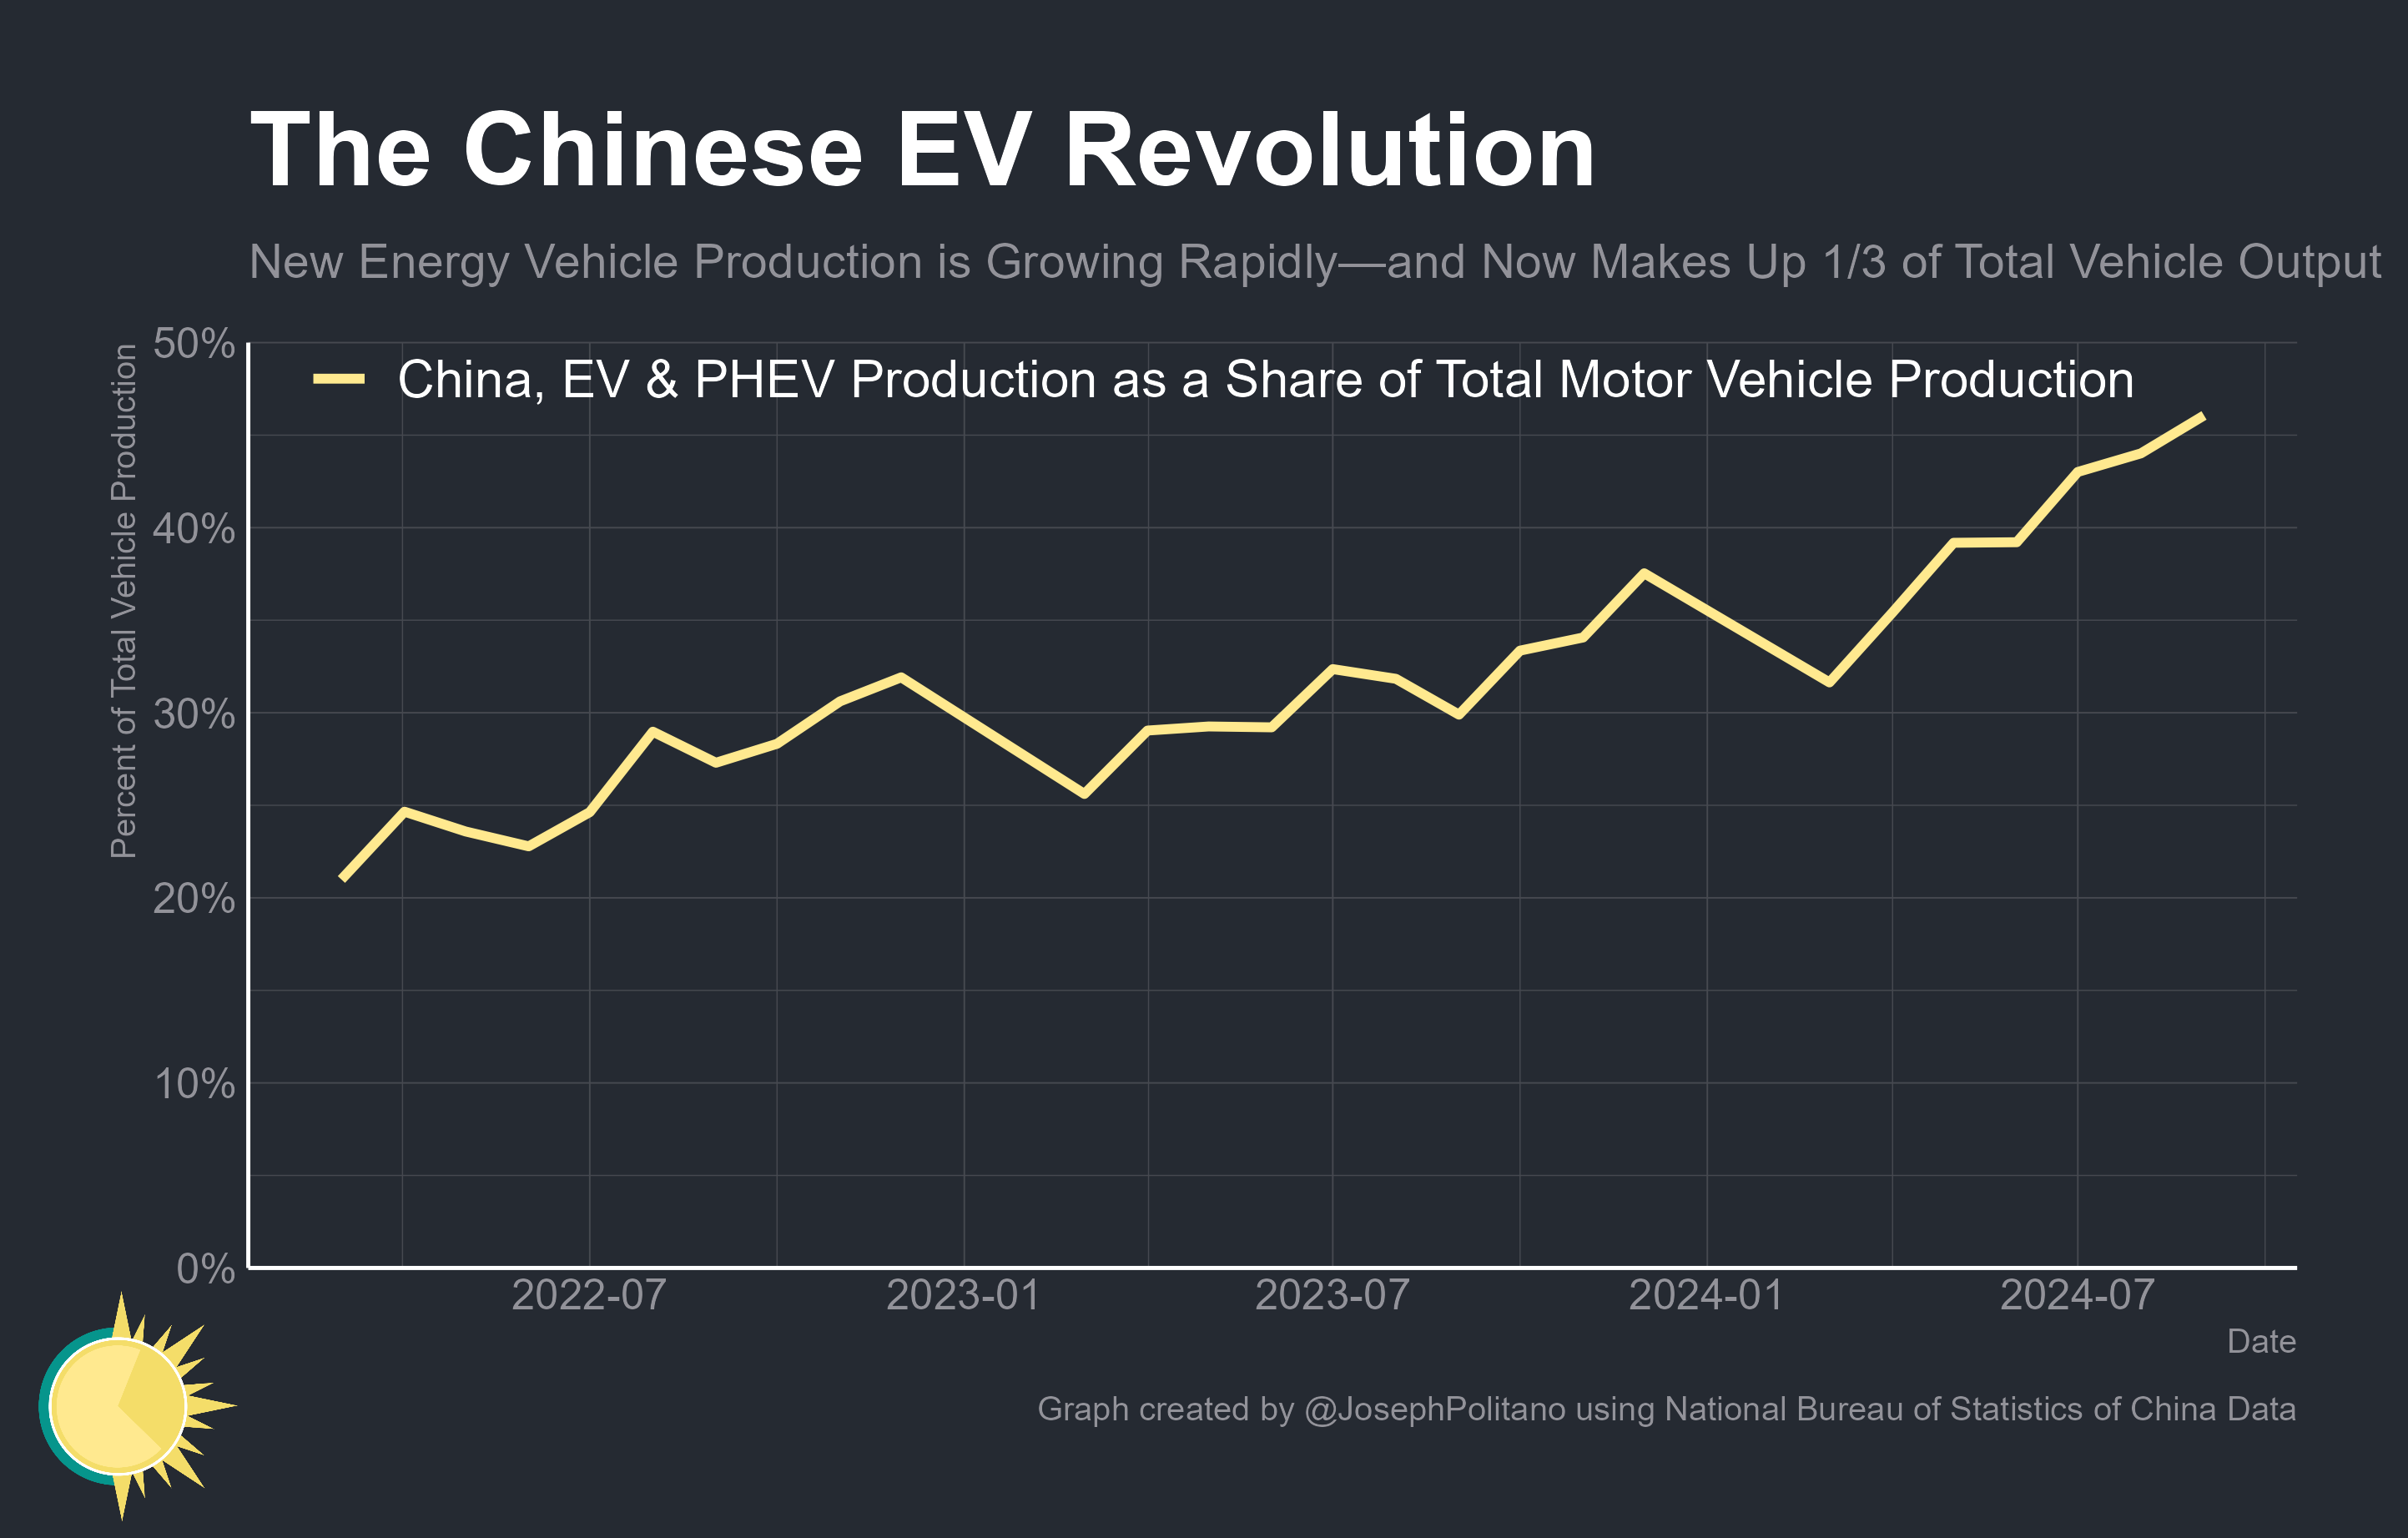 The Chinese EV Revolution
New Energy Vehicle Production is Growing Rapidly—and Now Makes Up 1/3 of Total Vehicle Output
Percent of Total Vehicle Production
50%
40%
30%
20%
10%
0%
China, EV & PHEV Production as a Share of Total Motor Vehicle Production
2022-07 2023-01 2023-07 2024-01 2024-07
Date
Graph created by @JosephPolitano using National Bureau of Statistics of China Data